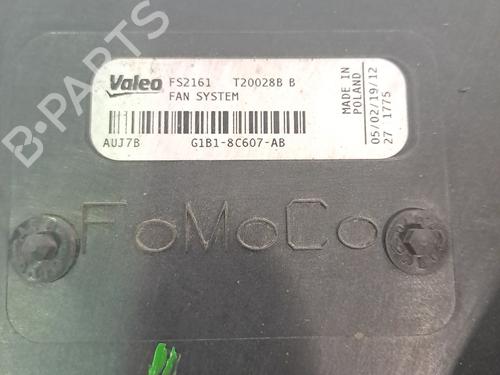 Valeo FS2161 T20028B B
FAN SYSTEM
AUJ7B G1B1-8C607-AB
MADE IN
POLAND
05/02/19/12
27 1775
FoMoCo
B-PARTS